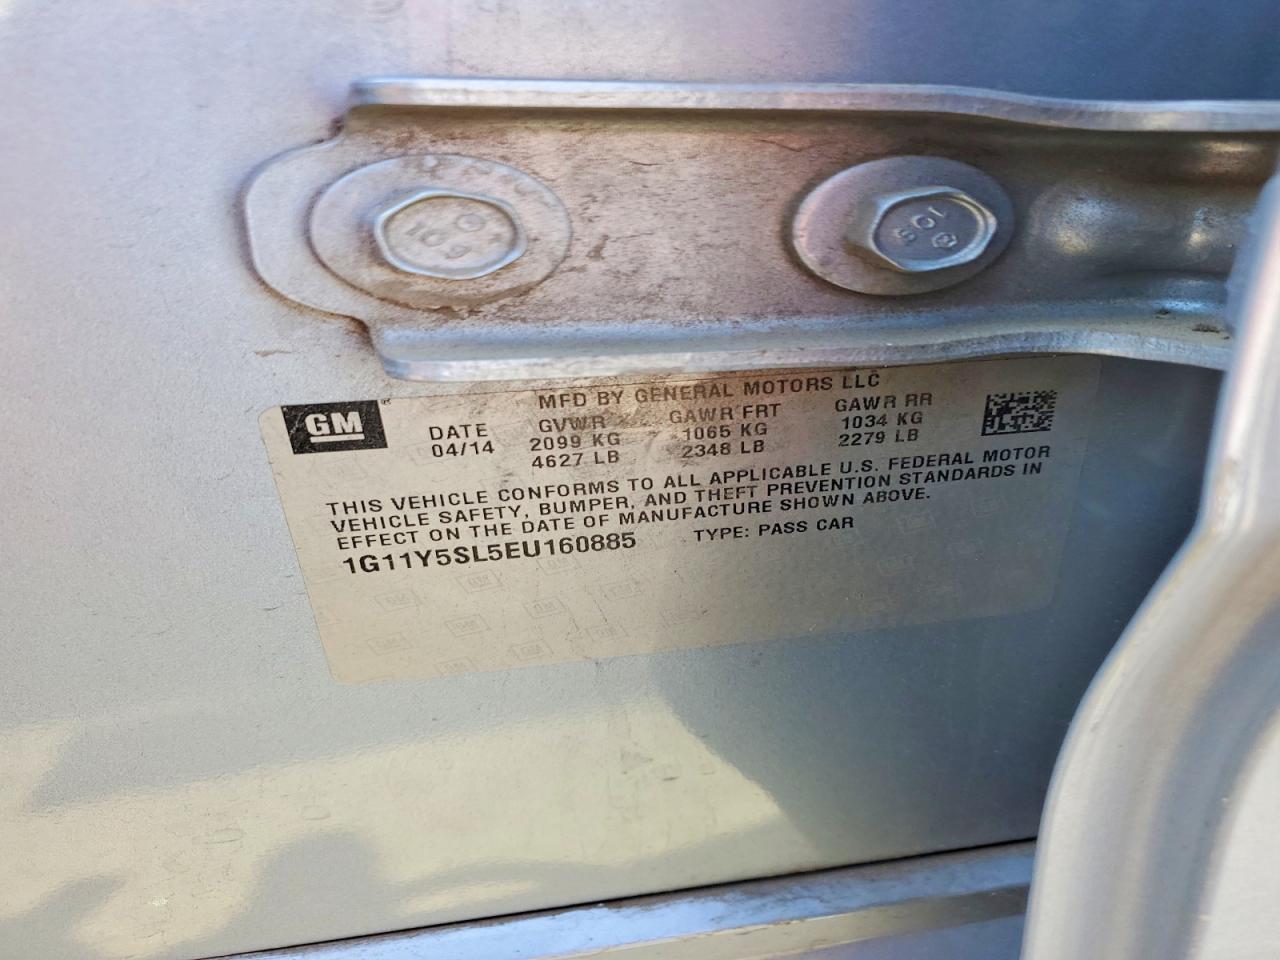 MFD BY GENERAL MOTORS LLC
GM
DATE GVWR GAWR FRT GAWR RR
04/14 2099 KG 1065 KG 1034 KG
4627 LB 2348 LB 2279 LB
THIS VEHICLE CONFORMS TO ALL APPLICABLE U.S. FEDERAL MOTOR
VEHICLE SAFETY, BUMPER, AND THEFT PREVENTION STANDARDS IN
EFFECT ON THE DATE OF MANUFACTURE SHOWN ABOVE.
1G11Y5SL5EU160885 TYPE: PASS CAR